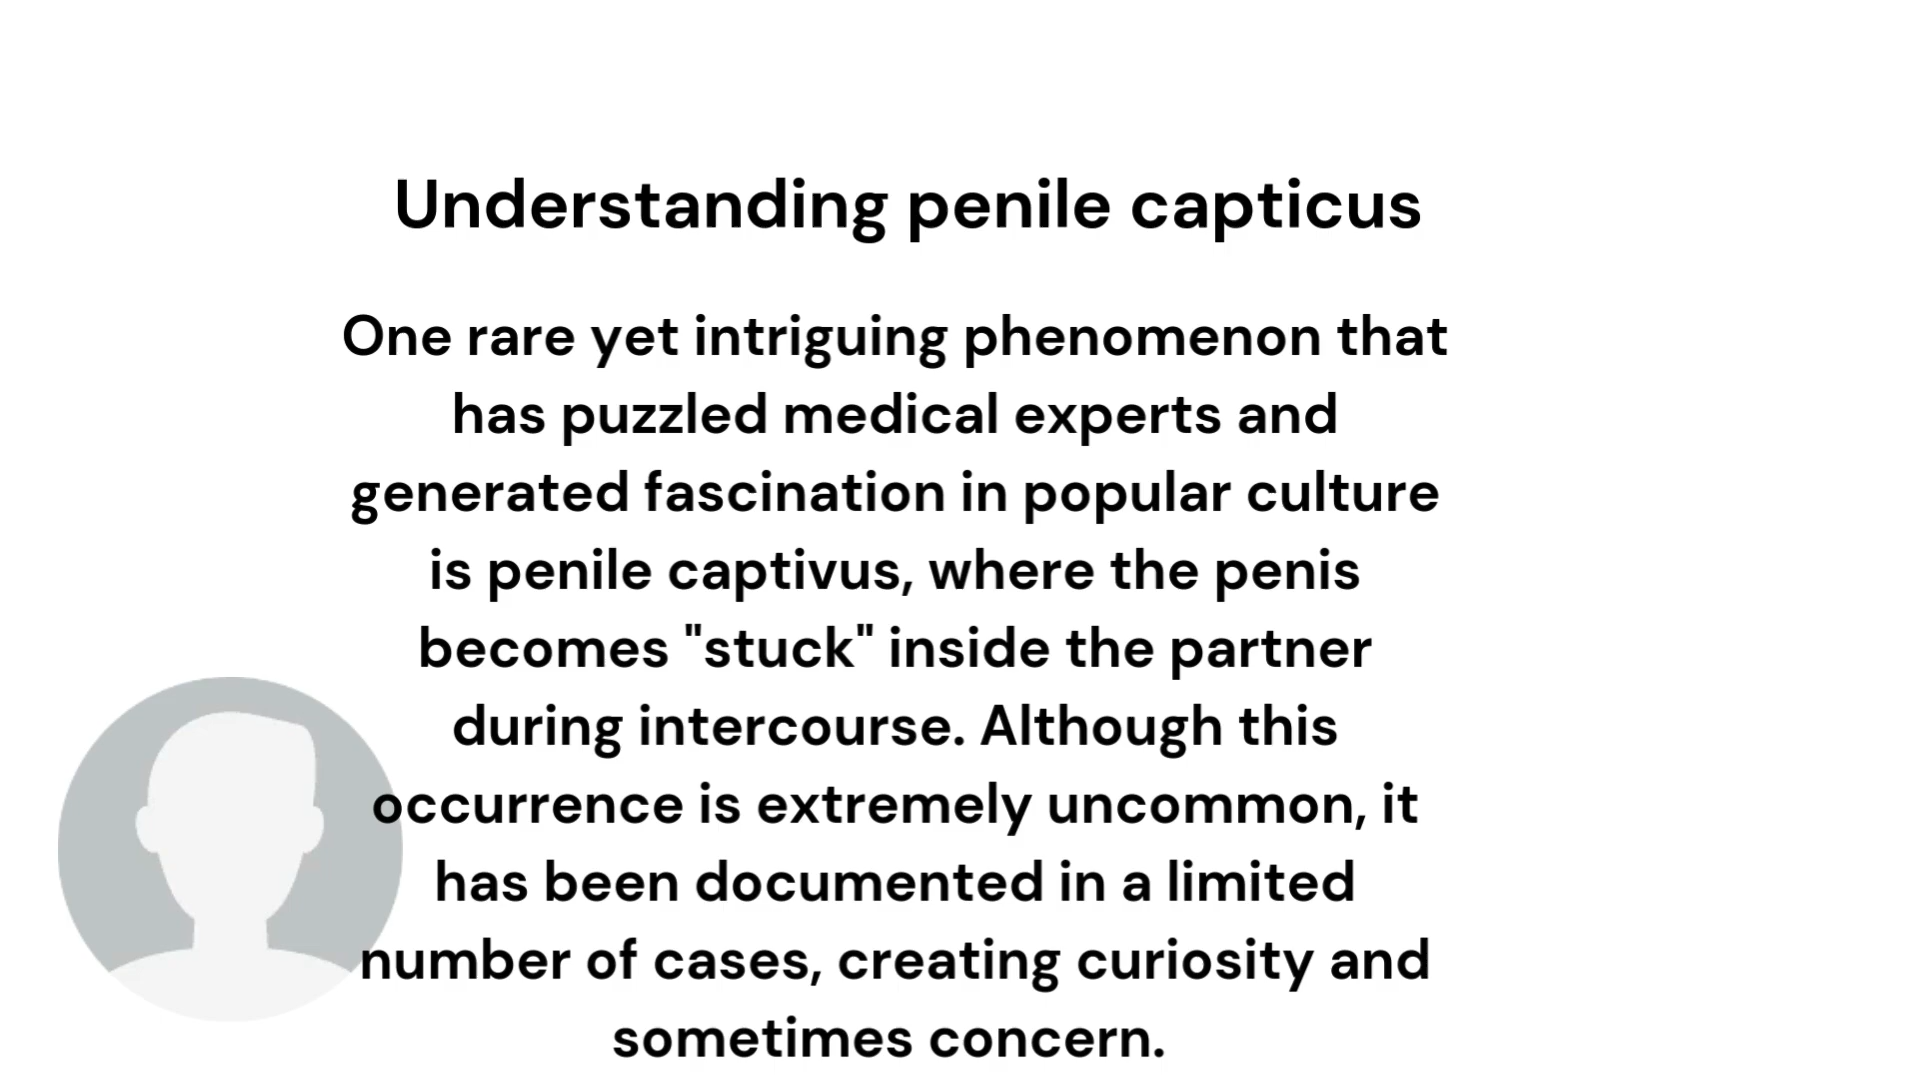 Understanding penile capticus
One rare yet intriguing phenomenon that
has puzzled medical experts and
generated fascination in popular culture
is penile captivus, where the penis
becomes "stuck" inside the partner
during intercourse. Although this
occurrence is extremely uncommon, it
has been documented in a limited
number of cases, creating curiosity and
sometimes concern.